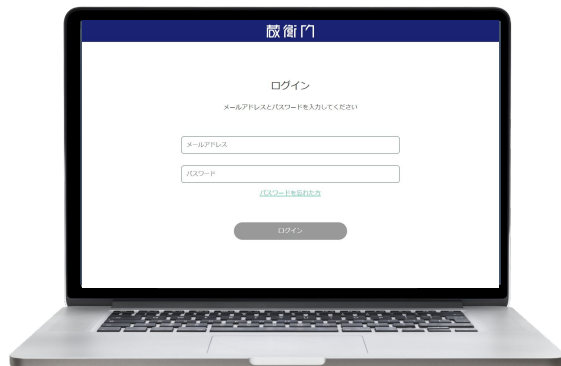 蔵衛門
ログイン
メールアドレスとパスワードを入力してください
メールアドレス
パスワード
パスワードを忘れた方
ログイン